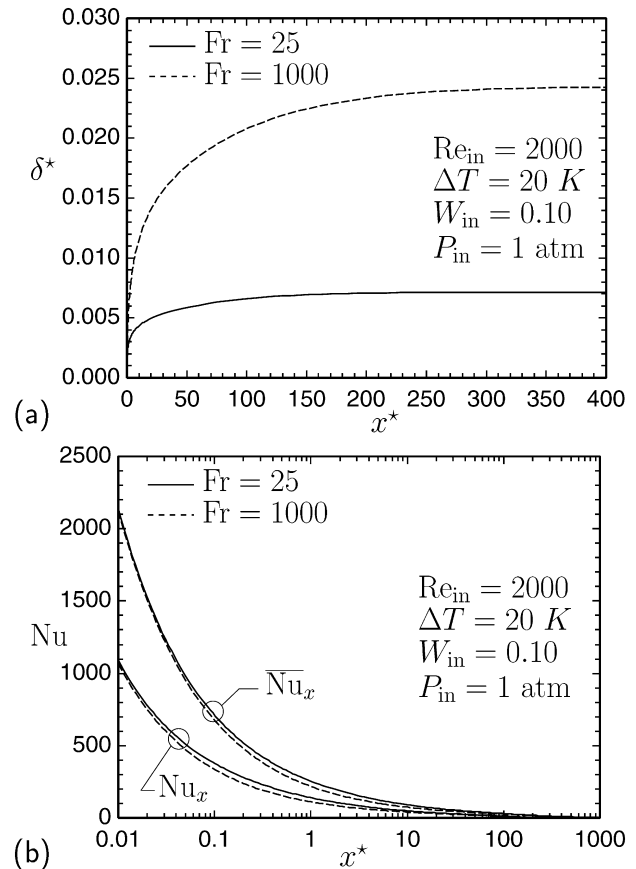 0.030
Fr = 25
Fr = 1000
0.025
0.020
δ*
Re_in = 2000
ΔT = 20 K
0.015
W_in = 0.10
P_in = 1 atm
0.010
0.005
0.000
0 50 100 150 200 250 300 350 400
(a)
x*
2500
Fr = 25
Fr = 1000
2000
Re_in = 2000
1500
ΔT = 20 K
Nu
W_in = 0.10
1000
N̅u̅_x
P_in = 1 atm
500
Nu_x
0
0.01 0.1 1 10 100 1000
(b)
x*